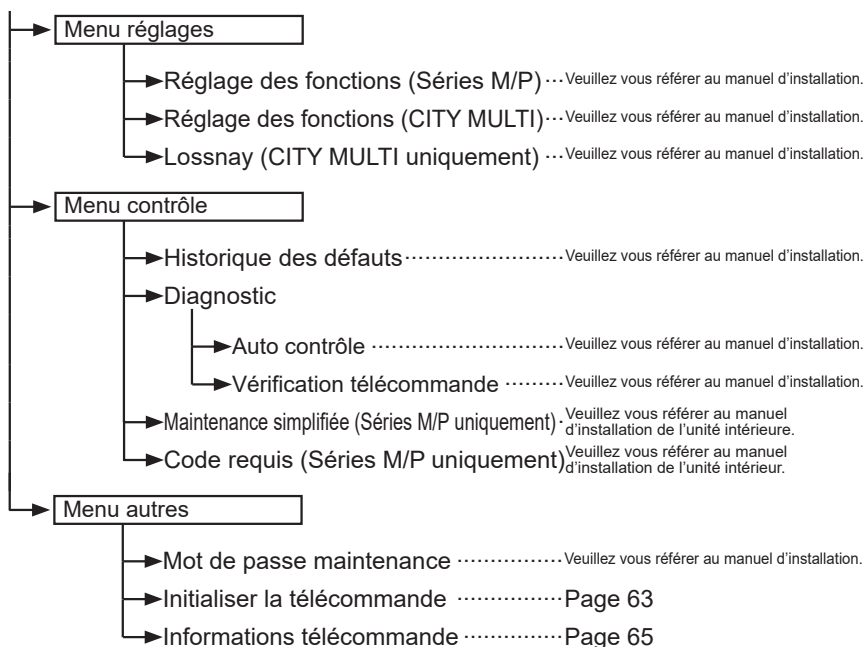 Menu réglages
Réglage des fonctions (Séries M/P) ··· Veuillez vous référer au manuel d'installation.
Réglage des fonctions (CITY MULTI) ··· Veuillez vous référer au manuel d'installation.
Lossnay (CITY MULTI uniquement) ··· Veuillez vous référer au manuel d'installation.
Menu contrôle
Historique des défauts ························ Veuillez vous référer au manuel d'installation.
Diagnostic
Auto contrôle ····························· Veuillez vous référer au manuel d'installation.
Vérification télécommande ········· Veuillez vous référer au manuel d'installation.
Maintenance simplifiée (Séries M/P uniquement) · Veuillez vous référer au manuel
d'installation de l'unité intérieure.
Code requis (Séries M/P uniquement) Veuillez vous référer au manuel
d'installation de l'unité intérieur.
Menu autres
Mot de passe maintenance ················ Veuillez vous référer au manuel d'installation.
Initialiser la télécommande ················ Page 63
Informations télécommande ··············· Page 65